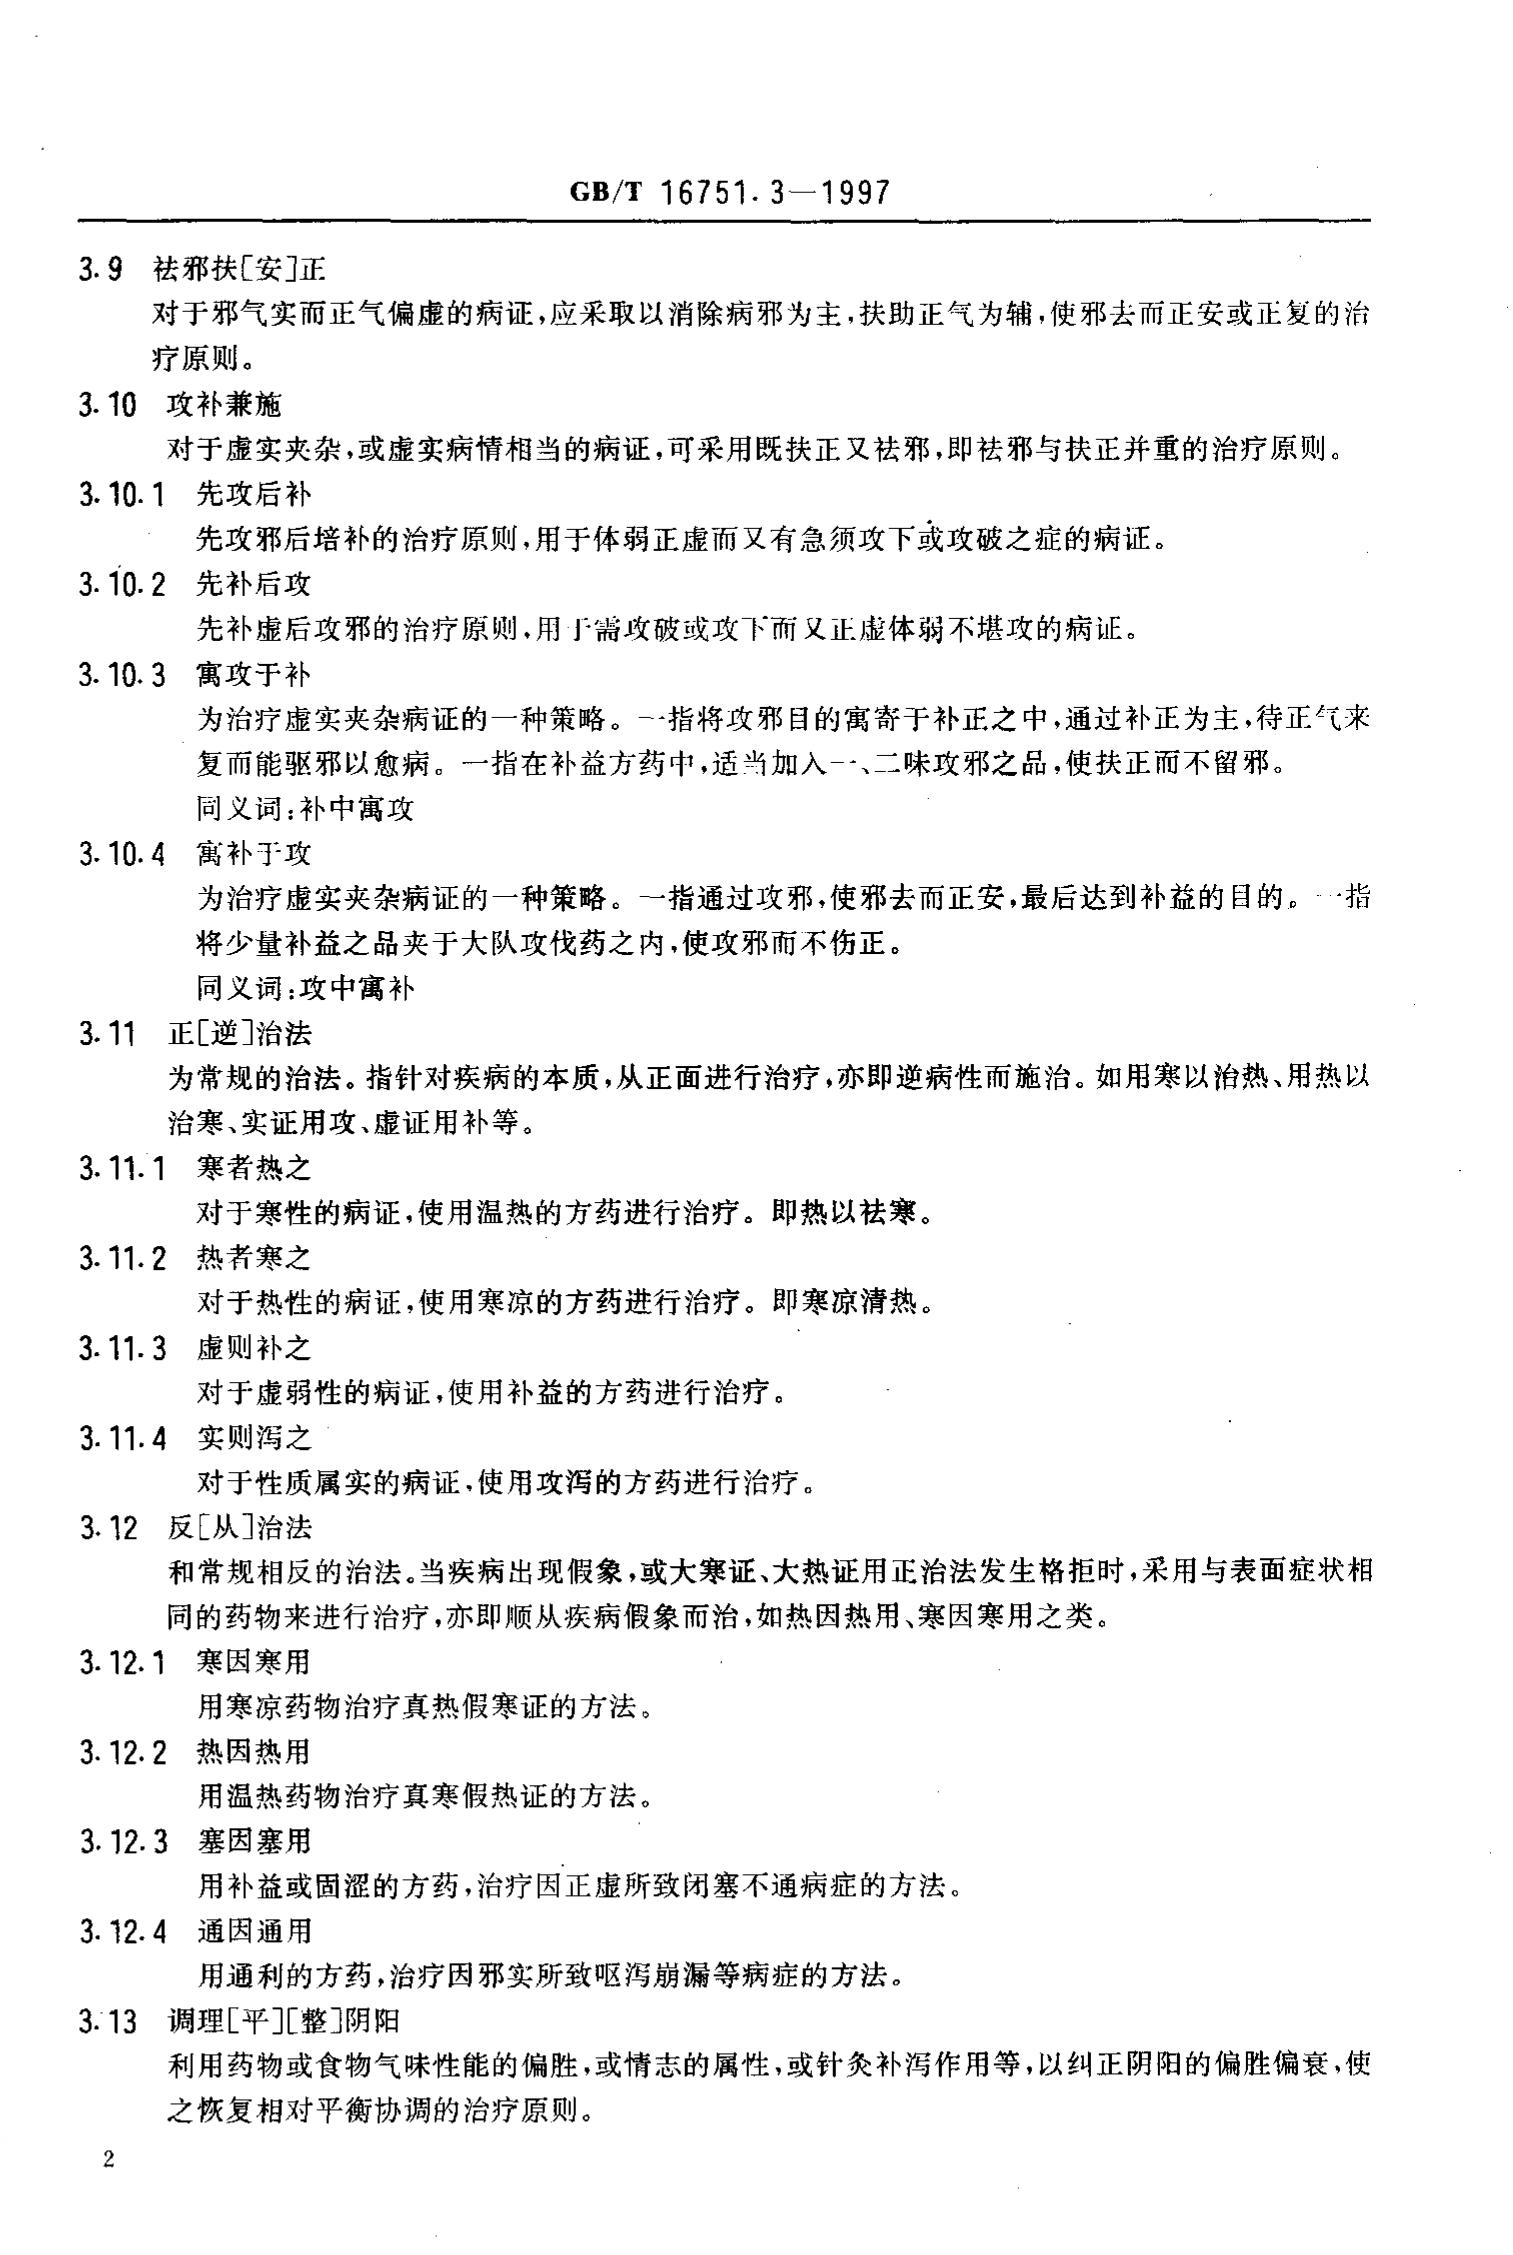 GB/T 16751.3—1997
3.9 祛邪扶[安]正
对于邪气实而正气偏虚的病证,应采取以消除病邪为主,扶助正气为辅,使邪去而正安或正复的治
疗原则。
3.10 攻补兼施
对于虚实夹杂,或虚实病情相当的病证,可采用既扶正又祛邪,即祛邪与扶正并重的治疗原则。
3.10.1 先攻后补
先攻邪后培补的治疗原则,用于体弱正虚而又有急须攻下或攻破之症的病证。
3.10.2 先补后攻
先补虚后攻邪的治疗原则,用于需攻破或攻下而又正虚体弱不堪攻的病证。
3.10.3 寓攻于补
为治疗虚实夹杂病证的一种策略。一指将攻邪目的寓寄于补正之中,通过补正为主,待正气来
复而能驱邪以愈病。一指在补益方药中,适当加入一、二味攻邪之品,使扶正而不留邪。
同义词:补中寓攻
3.10.4 寓补于攻
为治疗虚实夹杂病证的一种策略。一指通过攻邪,使邪去而正安,最后达到补益的目的。一指
将少量补益之品夹于大队攻伐药之内,使攻邪而不伤正。
同义词:攻中寓补
3.11 正[逆]治法
为常规的治法。指针对疾病的本质,从正面进行治疗,亦即逆病性而施治。如用寒以治热、用热以
治寒、实证用攻、虚证用补等。
3.11.1 寒者热之
对于寒性的病证,使用温热的方药进行治疗。即热以祛寒。
3.11.2 热者寒之
对于热性的病证,使用寒凉的方药进行治疗。即寒凉清热。
3.11.3 虚则补之
对于虚弱性的病证,使用补益的方药进行治疗。
3.11.4 实则泻之
对于性质属实的病证,使用攻泻的方药进行治疗。
3.12 反[从]治法
和常规相反的治法。当疾病出现假象,或大寒证、大热证用正治法发生格拒时,采用与表面症状相
同的药物来进行治疗,亦即顺从疾病假象而治,如热因热用、寒因寒用之类。
3.12.1 寒因寒用
用寒凉药物治疗真热假寒证的方法。
3.12.2 热因热用
用温热药物治疗真寒假热证的方法。
3.12.3 塞因塞用
用补益或固涩的方药,治疗因正虚所致闭塞不通病症的方法。
3.12.4 通因通用
用通利的方药,治疗因邪实所致呕泻崩漏等病症的方法。
3.13 调理[平][整]阴阳
利用药物或食物气味性能的偏胜,或情志的属性,或针灸补泻作用等,以纠正阴阳的偏胜偏衰,使
之恢复相对平衡协调的治疗原则。
2